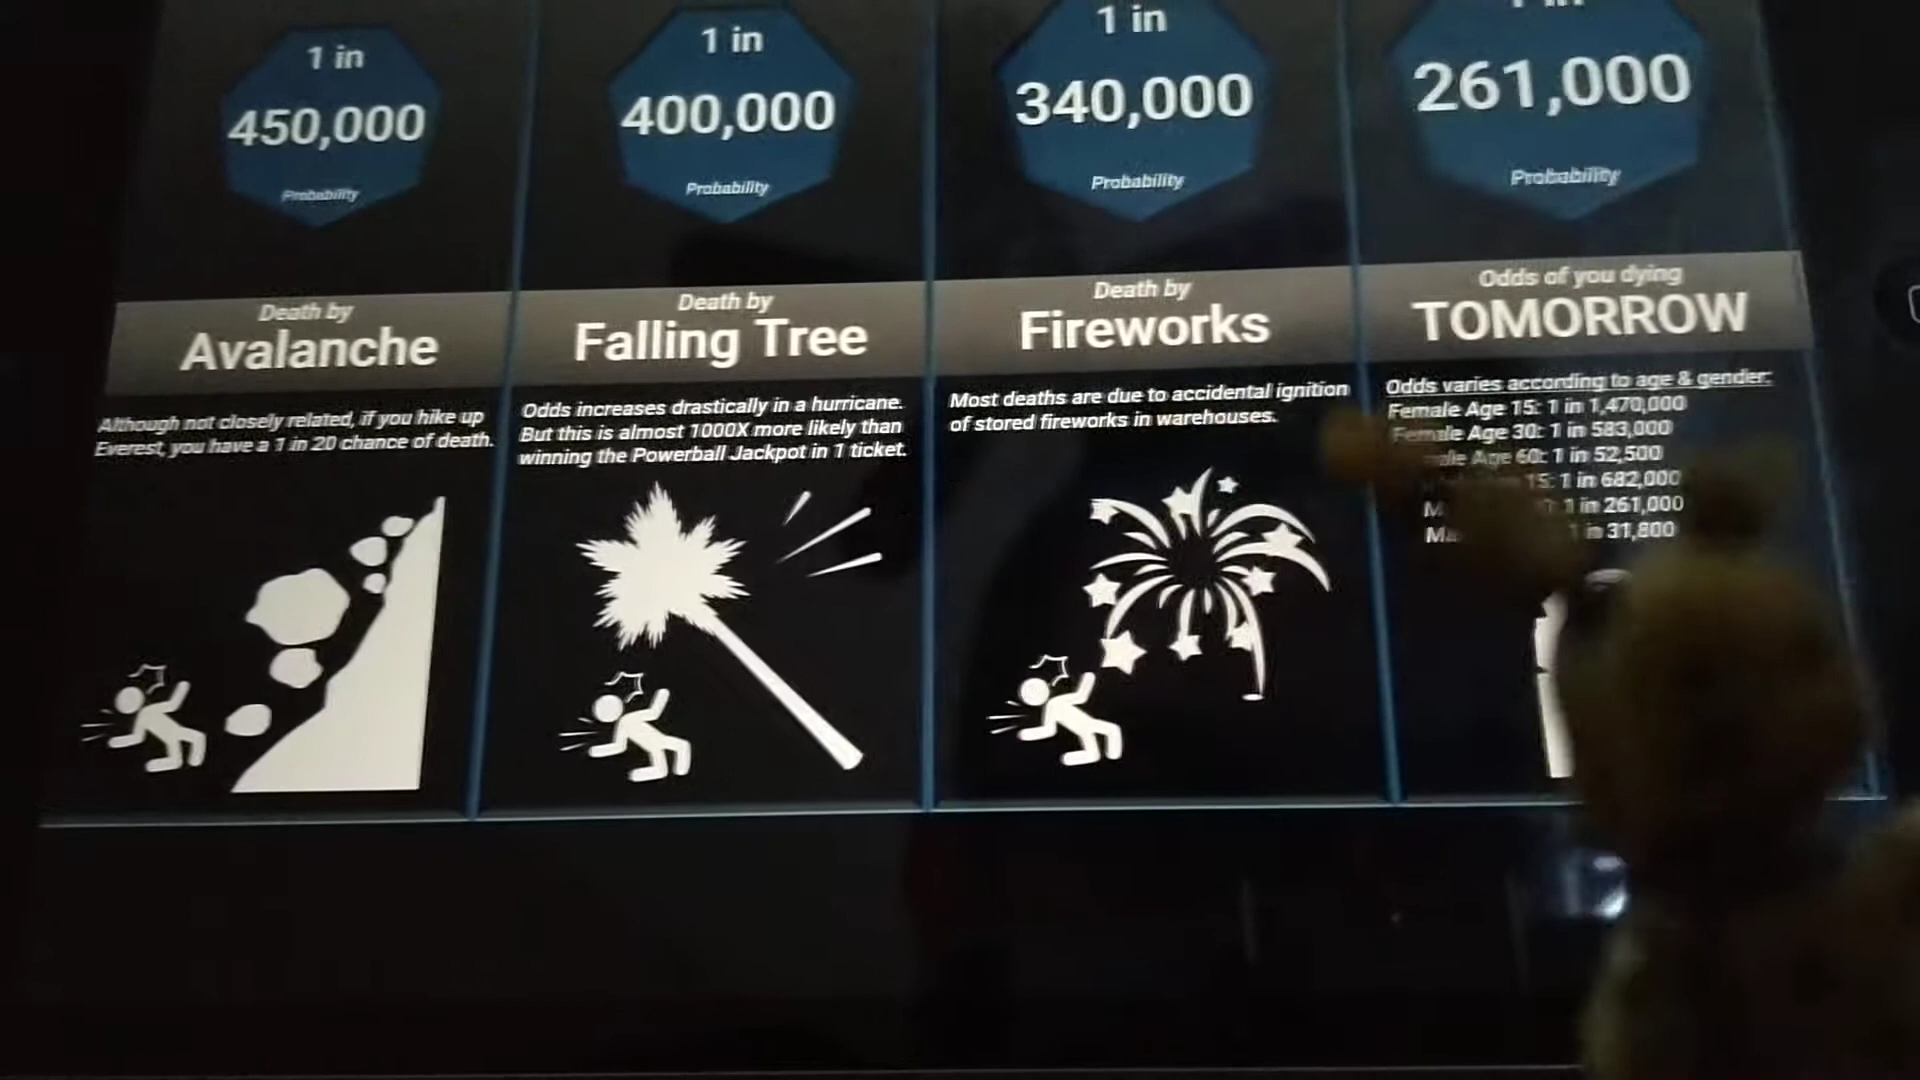 1 in
450,000
Probability
Death by
Avalanche
Although not closely related, if you hike up
Everest, you have a 1 in 20 chance of death.
1 in
400,000
Probability
Death by
Falling Tree
Odds increases drastically in a hurricane.
But this is almost 1000X more likely than
winning the Powerball Jackpot in 1 ticket.
1 in
340,000
Probability
Death by
Fireworks
Most deaths are due to accidental ignition
of stored fireworks in warehouses.
1 in
261,000
Probability
Odds of you dying
TOMORROW
Odds varies according to age & gender:
Female Age 15: 1 in 1,470,000
Female Age 30: 1 in 583,000
Age 60: 1 in 52,500
15: 1 in 682,000
1 in 261,000
in 31,800